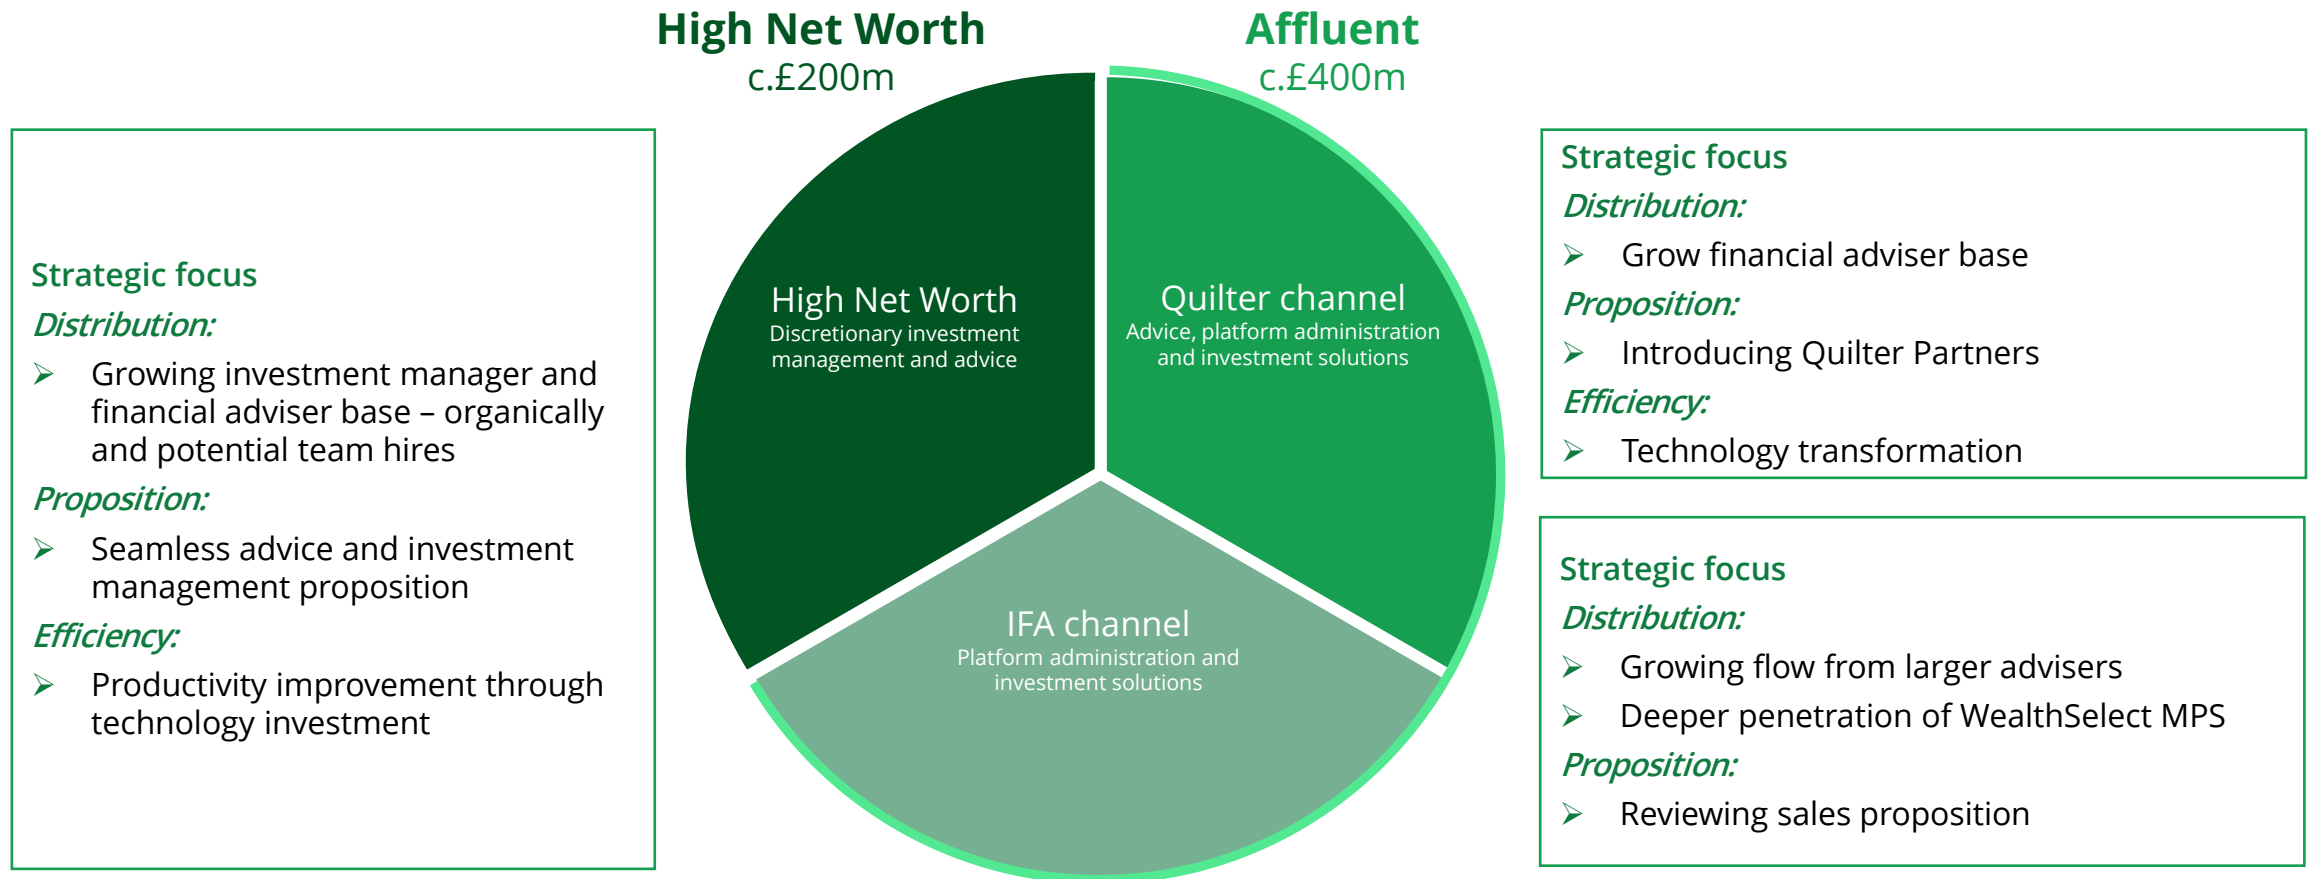 High Net Worth
c.£200m
Affluent
c.£400m
Strategic focus
Distribution:
➢ Growing investment manager and
financial adviser base – organically
and potential team hires
Proposition:
➢ Seamless advice and investment
management proposition
Efficiency:
➢ Productivity improvement through
technology investment
High Net Worth
Discretionary investment
management and advice
Quilter channel
Advice, platform administration
and investment solutions
IFA channel
Platform administration and
investment solutions
Strategic focus
Distribution:
➢ Grow financial adviser base
Proposition:
➢ Introducing Quilter Partners
Efficiency:
➢ Technology transformation
Strategic focus
Distribution:
➢ Growing flow from larger advisers
➢ Deeper penetration of WealthSelect MPS
Proposition:
➢ Reviewing sales proposition